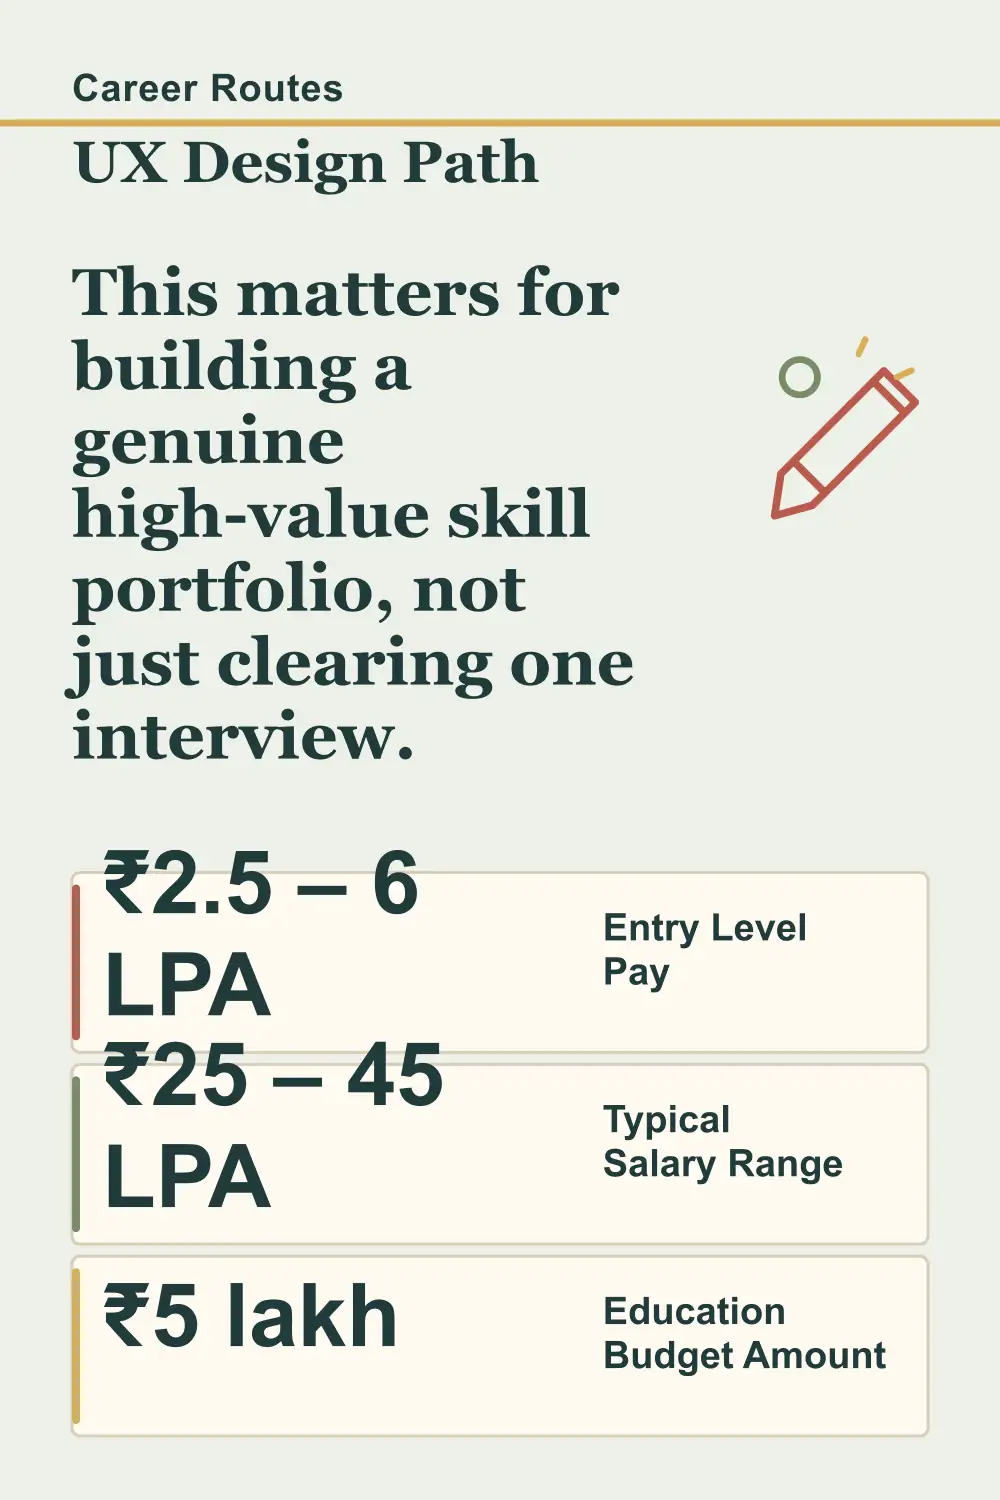 Career Routes
UX Design Path
This matters for
building a
genuine
high-value skill
portfolio, not
just clearing one
interview.
₹2.5 – 6
LPA
Entry Level
Pay
₹25 – 45
LPA
Typical
Salary Range
₹5 lakh
Education
Budget Amount